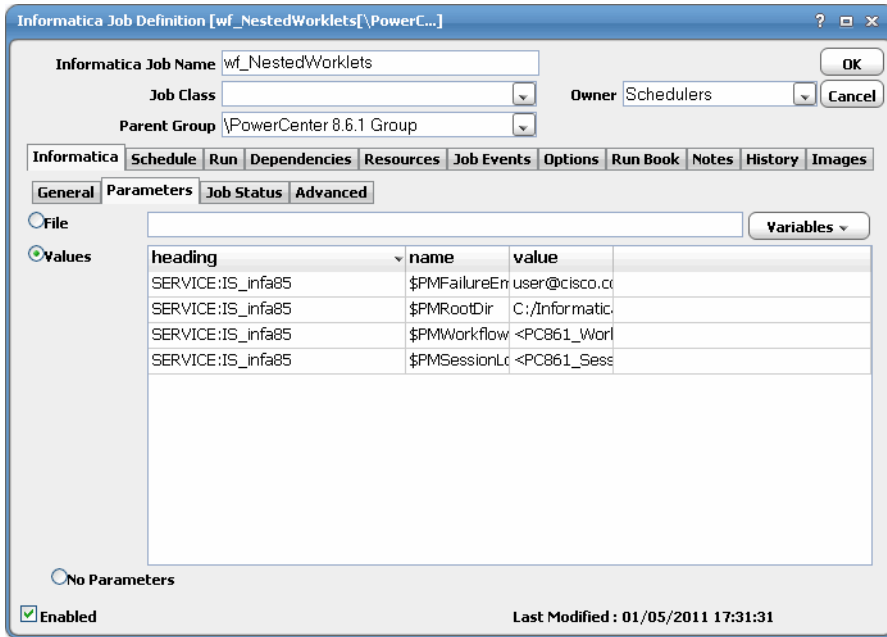 Informatica Job Definition [wf_NestedWorklets[\PowerC...] ?
Informatica Job Name wf_NestedWorklets OK
Job Class Owner Schedulers Cancel
Parent Group \PowerCenter 8.6.1 Group
Informatica Schedule Run Dependencies Resources Job Events Options Run Book Notes History Images
General Parameters Job Status Advanced
File Variables
Values heading name value
SERVICE:IS_infa85 $PMFailureEm user@cisco.co
SERVICE:IS_infa85 $PMRootDir C:/Informatic
SERVICE:IS_infa85 $PMWorkflow <PC861_Worl
SERVICE:IS_infa85 $PMSessionLo <PC861_Sess
No Parameters
Enabled Last Modified : 01/05/2011 17:31:31